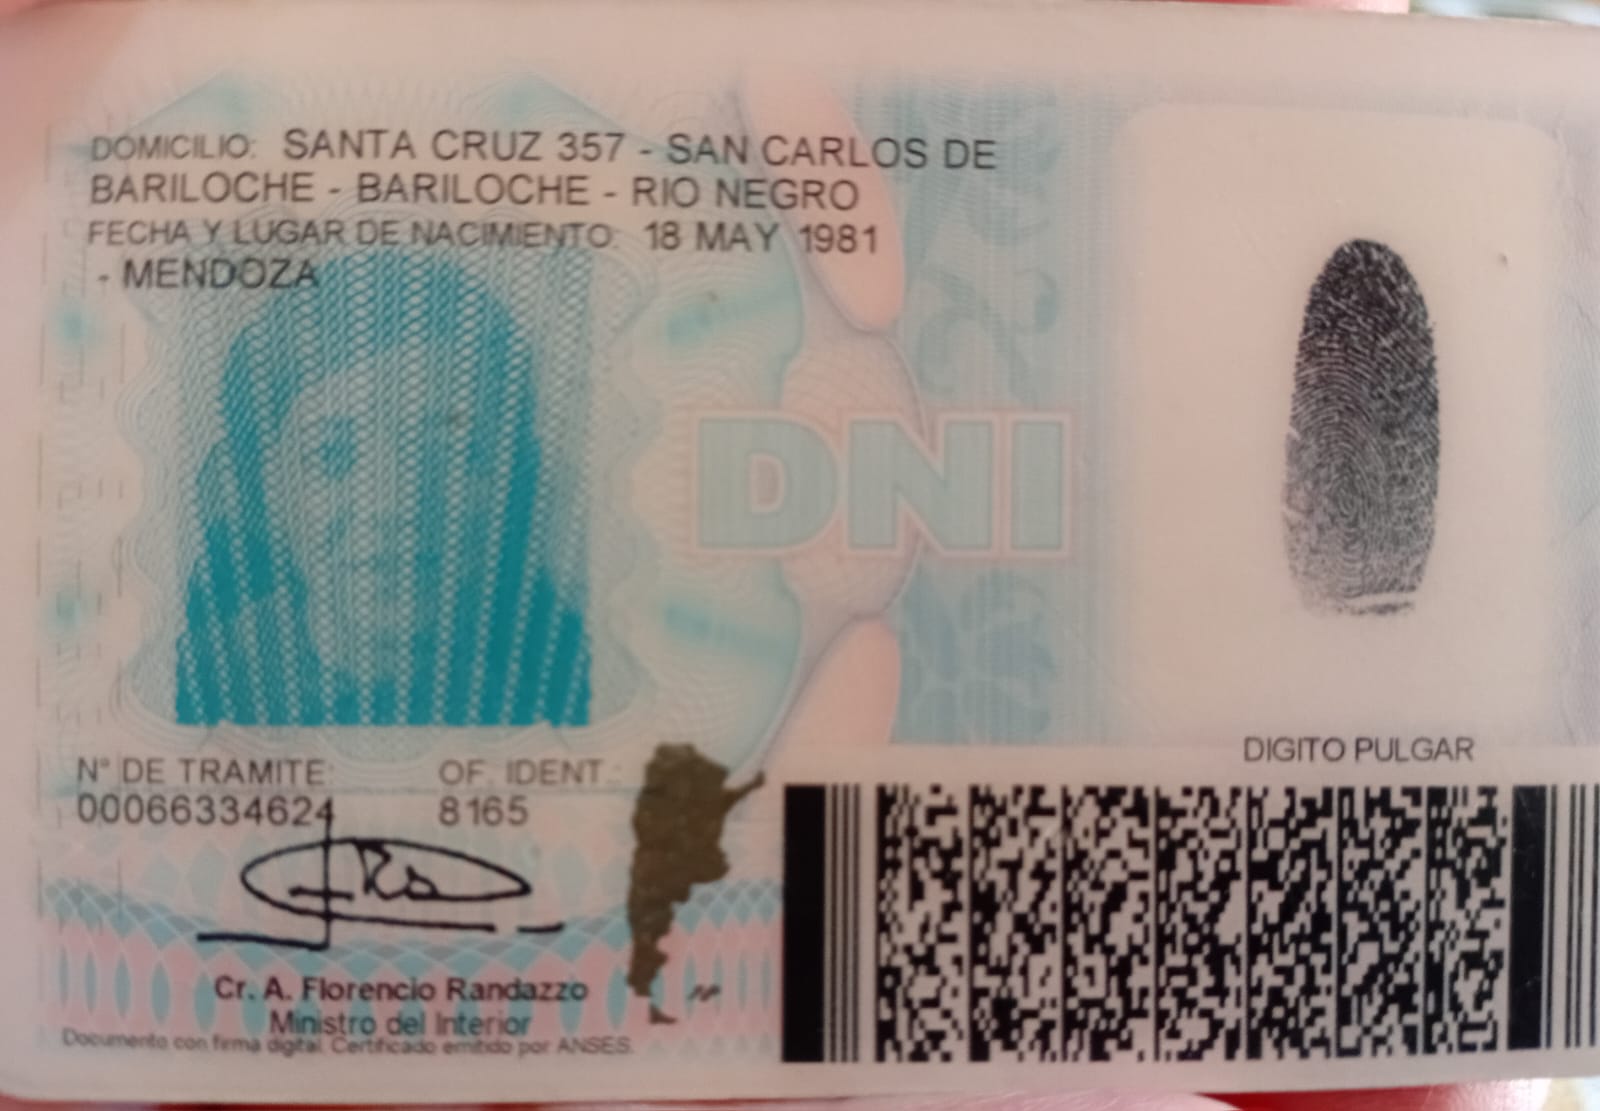 DOMICILIO: SANTA CRUZ 357 - SAN CARLOS DE
BARILOCHE - BARILOCHE - RIO NEGRO
FECHA Y LUGAR DE NACIMIENTO: 18 MAY 1981
- MENDOZA
DNI
DIGITO PULGAR
N° DE TRAMITE: OF. IDENT.:
00066334624 8165
Cr. A. Florencio Randazzo
Ministro del Interior
Documento con firma digital. Certificado emitido por ANSES.